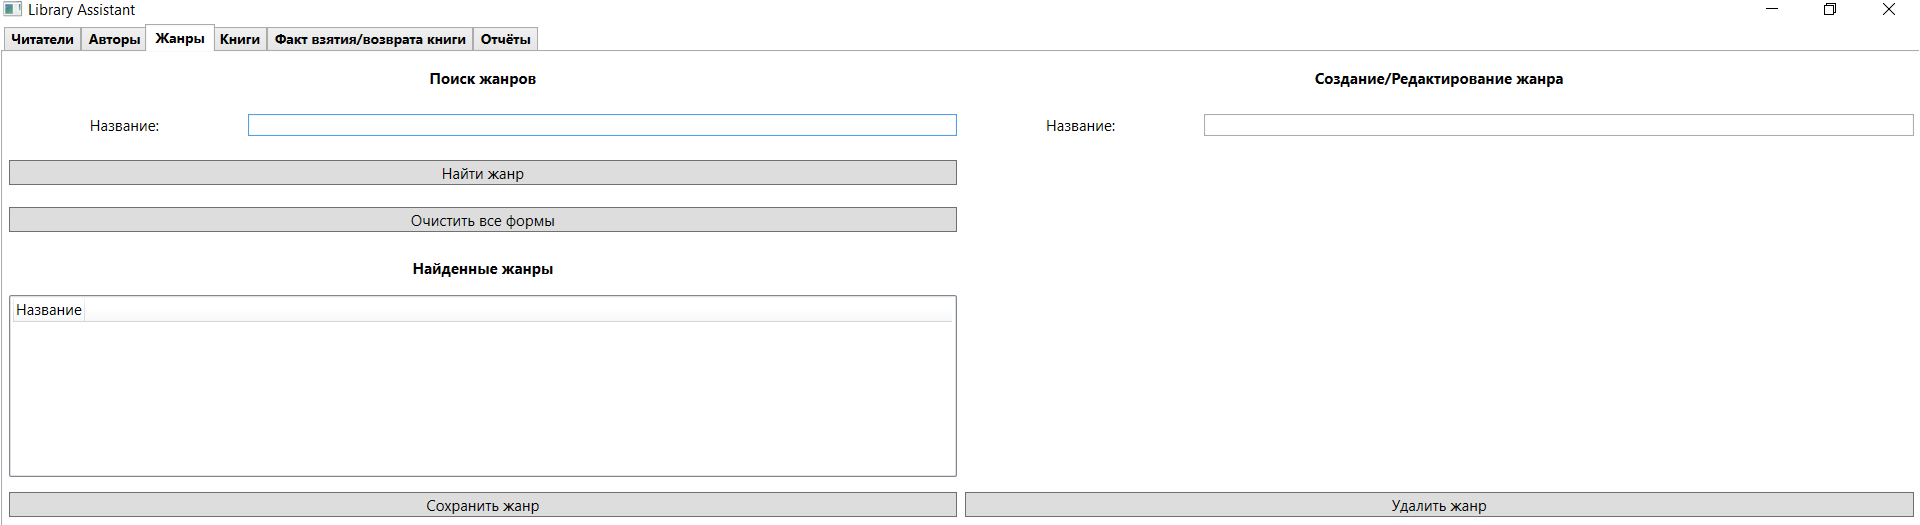 Library Assistant
Читатели Авторы Жанры Книги Факт взятия/возврата книги Отчёты
Поиск жанров Создание/Редактирование жанра
Название: Название:
Найти жанр
Очистить все формы
Найденные жанры
Название
Сохранить жанр Удалить жанр